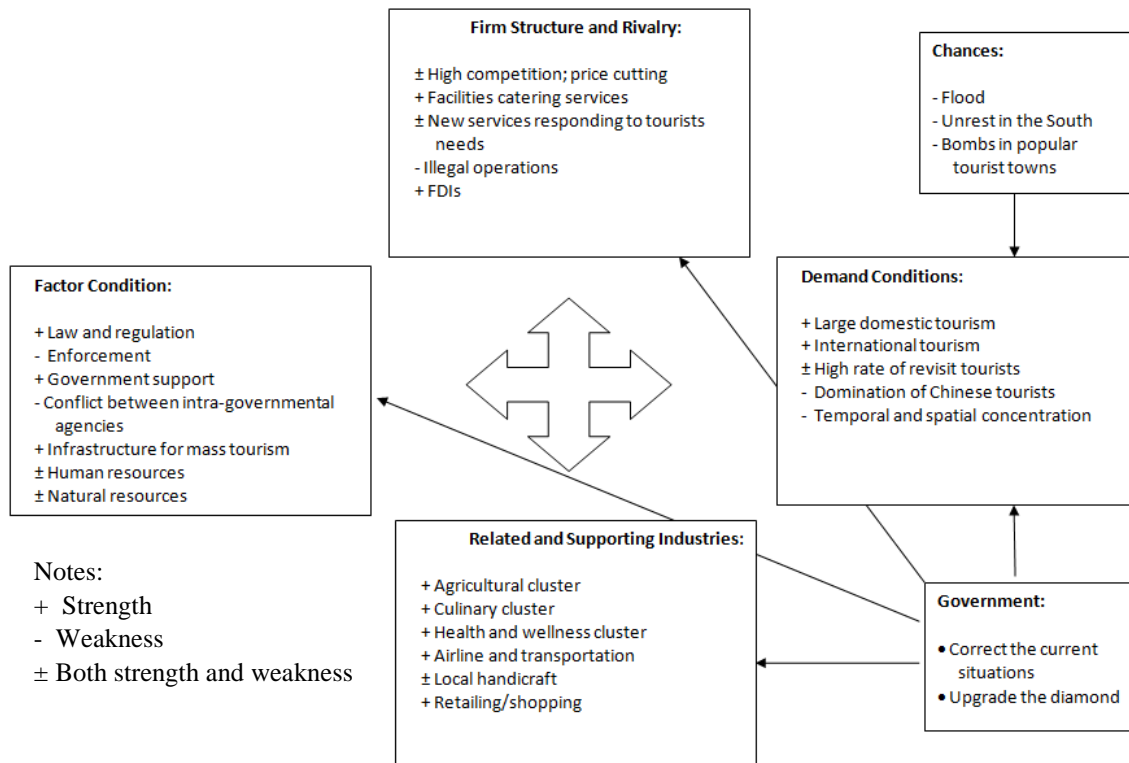 Firm Structure and Rivalry:
± High competition; price cutting
+ Facilities catering services
± New services responding to tourists
needs
- Illegal operations
+ FDIs
Chances:
- Flood
- Unrest in the South
- Bombs in popular
tourist towns
Factor Condition:
+ Law and regulation
- Enforcement
+ Government support
- Conflict between intra-governmental
agencies
+ Infrastructure for mass tourism
± Human resources
± Natural resources
Demand Conditions:
+ Large domestic tourism
+ International tourism
± High rate of revisit tourists
- Domination of Chinese tourists
- Temporal and spatial concentration
Related and Supporting Industries:
+ Agricultural cluster
+ Culinary cluster
+ Health and wellness cluster
+ Airline and transportation
± Local handicraft
+ Retailing/shopping
Government:
• Correct the current
situations
• Upgrade the diamond
Notes:
+ Strength
- Weakness
± Both strength and weakness